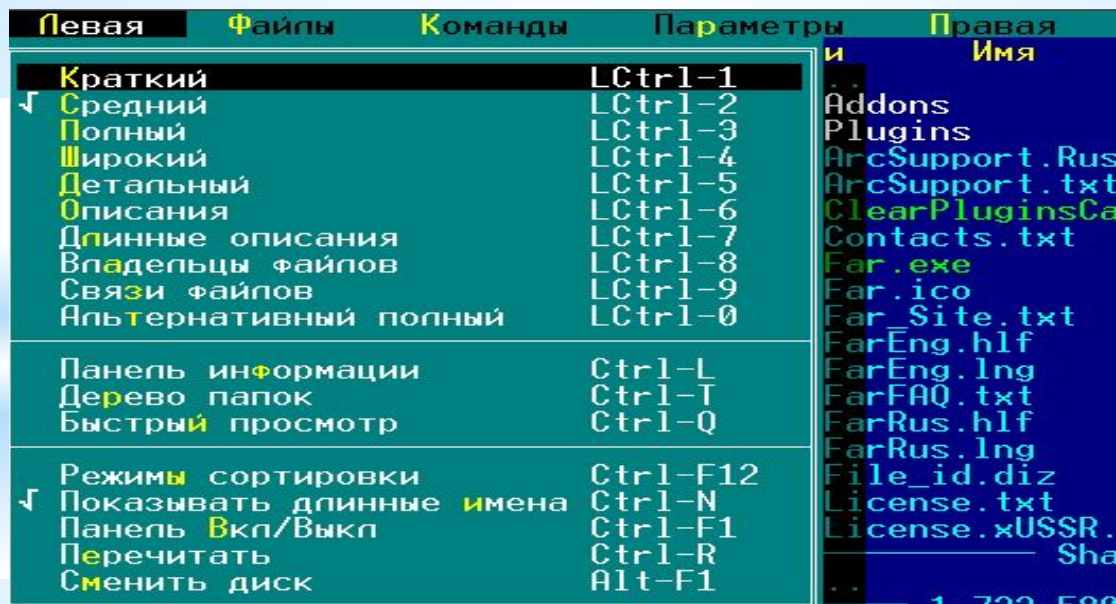 Левая Файлы Команды Параметры Правая
и Имя
Краткий LCtrl-1 ..
√ Средний LCtrl-2 Addons
Полный LCtrl-3 Plugins
Широкий LCtrl-4 ArcSupport.Rus
Детальный LCtrl-5 ArcSupport.txt
Описания LCtrl-6 ClearPluginsCa
Длинные описания LCtrl-7 Contacts.txt
Владельцы файлов LCtrl-8 Far.exe
Связи файлов LCtrl-9 Far.ico
Альтернативный полный LCtrl-0 Far_Site.txt
FarEng.hlf
Панель информации Ctrl-L FarEng.lng
Дерево папок Ctrl-T FarFAQ.txt
Быстрый просмотр Ctrl-Q FarRus.hlf
FarRus.lng
Режимы сортировки Ctrl-F12 File_id.diz
√ Показывать длинные имена Ctrl-N License.txt
Панель Вкл/Выкл Ctrl-F1 License.xUSSR.
Перечитать Ctrl-R Sha
Сменить диск Alt-F1 ..